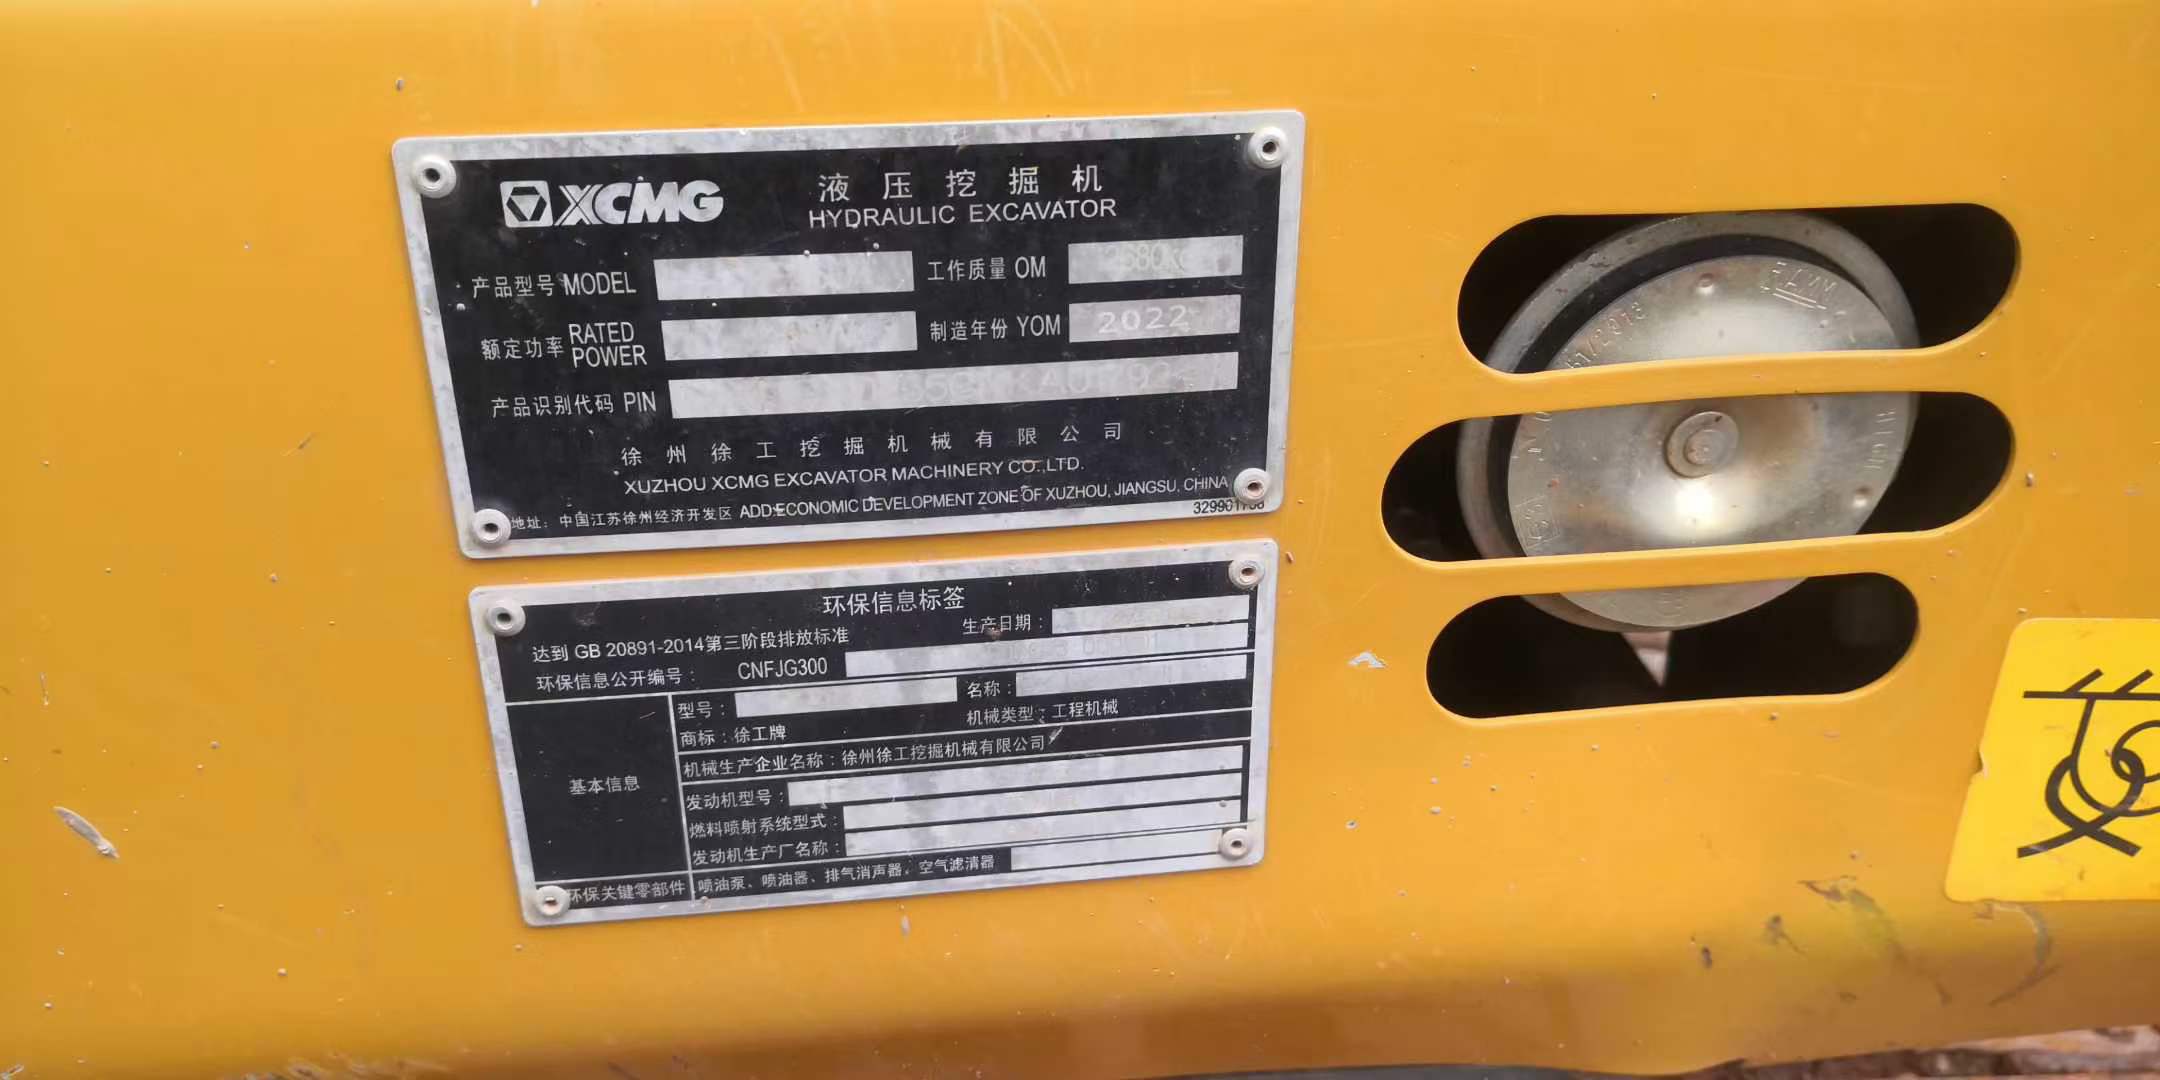 XCMG
液压挖掘机
HYDRAULIC EXCAVATOR
产品型号 MODEL
工作质量 OM
额定功率 RATED POWER
制造年份 YOM 2022
产品识别代码 PIN
徐州徐工挖掘机械有限公司
XUZHOU XCMG EXCAVATOR MACHINERY CO.,LTD.
地址：中国江苏徐州经济开发区 ADD:ECONOMIC DEVELOPMENT ZONE OF XUZHOU, JIANGSU, CHINA
环保信息标签
达到 GB 20891-2014第三阶段排放标准
生产日期：
环保信息公开编号： CNFJG300
基本信息
型号：
名称：
商标：徐工牌
机械类型：工程机械
机械生产企业名称：徐州徐工挖掘机械有限公司
发动机型号：
燃料喷射系统型式：
发动机生产厂名称：
环保关键零部件
喷油泵、喷油器、排气消声器，空气滤清器